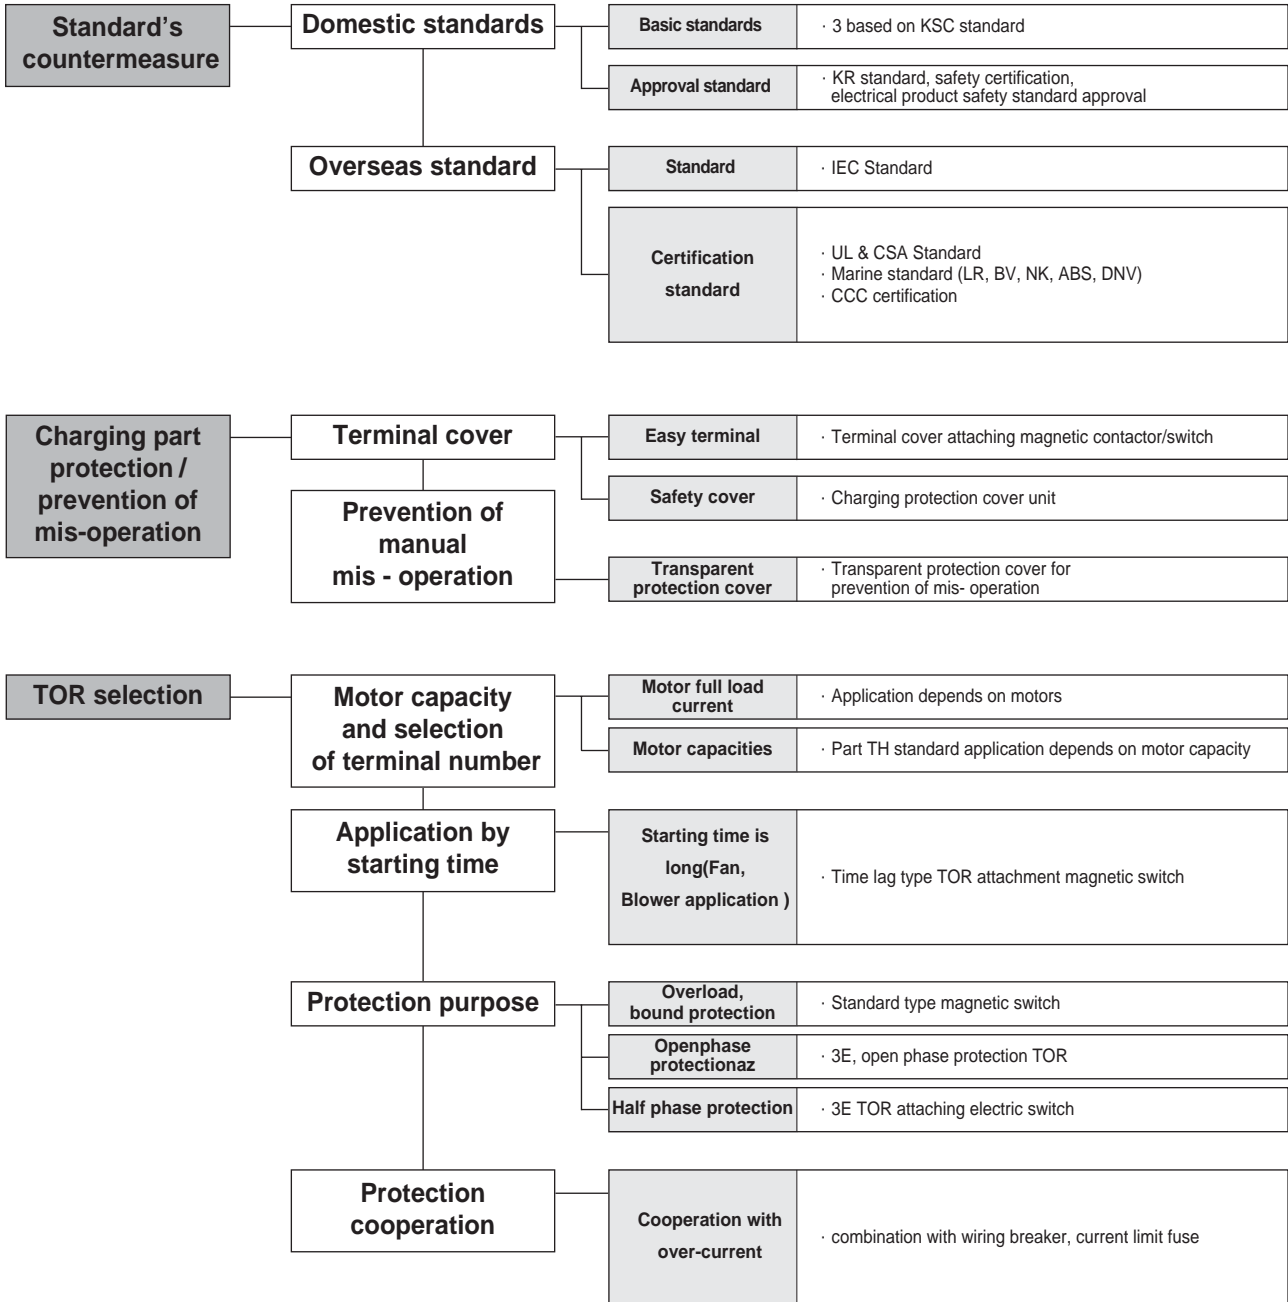 Standard's
countermeasure
Domestic standards
Basic standards
· 3 based on KSC standard
Approval standard
· KR standard, safety certification,
electrical product safety standard approval
Overseas standard
Standard
· IEC Standard
Certification
standard
· UL & CSA Standard
· Marine standard (LR, BV, NK, ABS, DNV)
· CCC certification
Charging part
protection /
prevention of
mis-operation
Terminal cover
Easy terminal
· Terminal cover attaching magnetic contactor/switch
Safety cover
· Charging protection cover unit
Prevention of
manual
mis - operation
Transparent
protection cover
· Transparent protection cover for
prevention of mis- operation
TOR selection
Motor capacity
and selection
of terminal number
Motor full load
current
· Application depends on motors
Motor capacities
· Part TH standard application depends on motor capacity
Application by
starting time
Starting time is
long(Fan,
Blower application )
· Time lag type TOR attachment magnetic switch
Protection purpose
Overload,
bound protection
· Standard type magnetic switch
Openphase
protectionaz
· 3E, open phase protection TOR
Half phase protection
· 3E TOR attaching electric switch
Protection
cooperation
Cooperation with
over-current
· combination with wiring breaker, current limit fuse